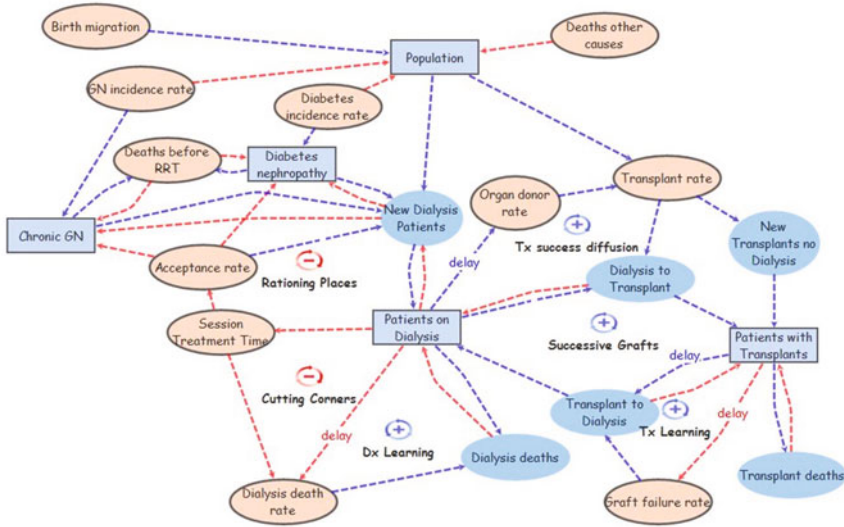 Birth migration
Deaths other
causes
Population
GN incidence rate
Diabetes
incidence rate
Deaths before
RRT
Diabetes
nephropathy
Organ donor
rate
Transplant rate
New Dialysis
Patients
Chronic GN
New
Transplants no
Dialysis
Tx success diffusion
delay
Acceptance rate
Rationing Places
Dialysis to
Transplant
Session
Treatment Time
Patients on
Dialysis
Successive Grafts
Patients with
Transplants
delay
Cutting Corners
Transplant to
Dialysis
Tx Learning
delay
delay
Dx Learning
Dialysis deaths
Transplant deaths
Dialysis death
rate
Graft failure rate